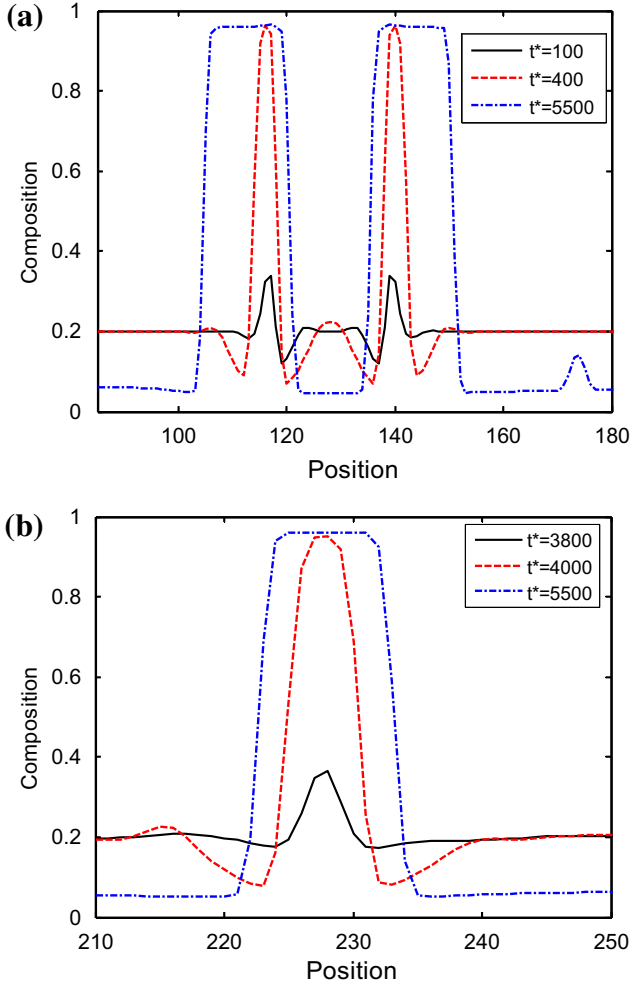 (a)
1
0.8
0.6
0.4
0.2
0
Composition
t*=100
t*=400
t*=5500
100
120
140
160
180
Position
(b)
1
0.8
0.6
0.4
0.2
0
Composition
t*=3800
t*=4000
t*=5500
210
220
230
240
250
Position